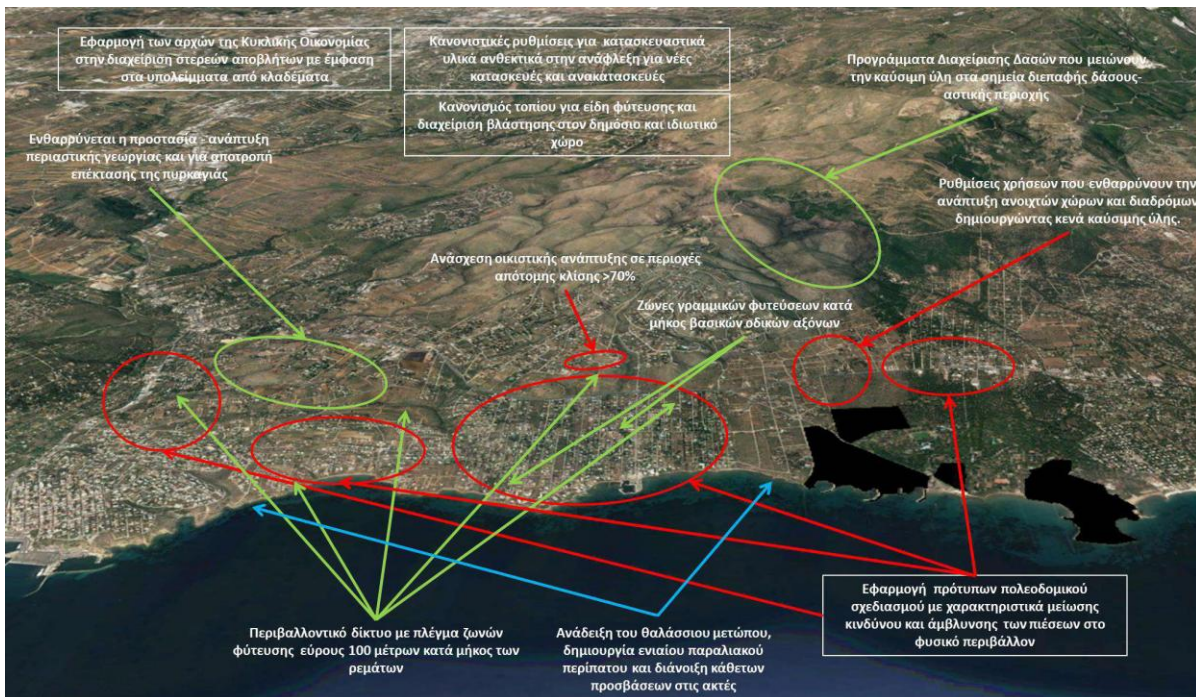 Εφαρμογή των αρχών της Κυκλικής Οικονομίας
στην διαχείριση στερεών αποβλήτων με έμφαση
στα υπολείμματα από κλαδέματα
Κανονιστικές ρυθμίσεις για κατασκευαστικά
υλικά ανθεκτικά στην ανάφλεξη για νέες
κατασκευές και ανακατασκευές
Κανονισμός τοπίου για είδη φύτευσης και
διαχείριση βλάστησης στον δημόσιο και ιδιωτικό
χώρο
Προγράμματα Διαχείρισης Δασών που μειώνουν
την καύσιμη ύλη στα σημεία διεπαφής δάσους-
αστικής περιοχής
Ενθαρρύνεται η προστασία - ανάπτυξη
περιαστικής γεωργίας και για αποτροπή
επέκτασης της πυρκαγιάς
Ρυθμίσεις χρήσεων που ενθαρρύνουν την
ανάπτυξη ανοιχτών χώρων και διαδρόμων
δημιουργώντας κενά καύσιμης ύλης.
Ανάσχεση οικιστικής ανάπτυξης σε περιοχές
απότομης κλίσης >70%
Ζώνες γραμμικών φυτεύσεων κατά
μήκος βασικών οδικών αξόνων
Περιβαλλοντικό δίκτυο με πλέγμα ζωνών
φύτευσης εύρους 100 μέτρων κατά μήκος των
ρεμάτων
Ανάδειξη του θαλάσσιου μετώπου,
δημιουργία ενιαίου παραλιακού
περίπατου και διάνοιξη κάθετων
προσβάσεων στις ακτές
Εφαρμογή πρότυπων πολεοδομικού
σχεδιασμού με χαρακτηριστικά μείωσης
κινδύνου και άμβλυνσης των πιέσεων στο
φυσικό περιβάλλον